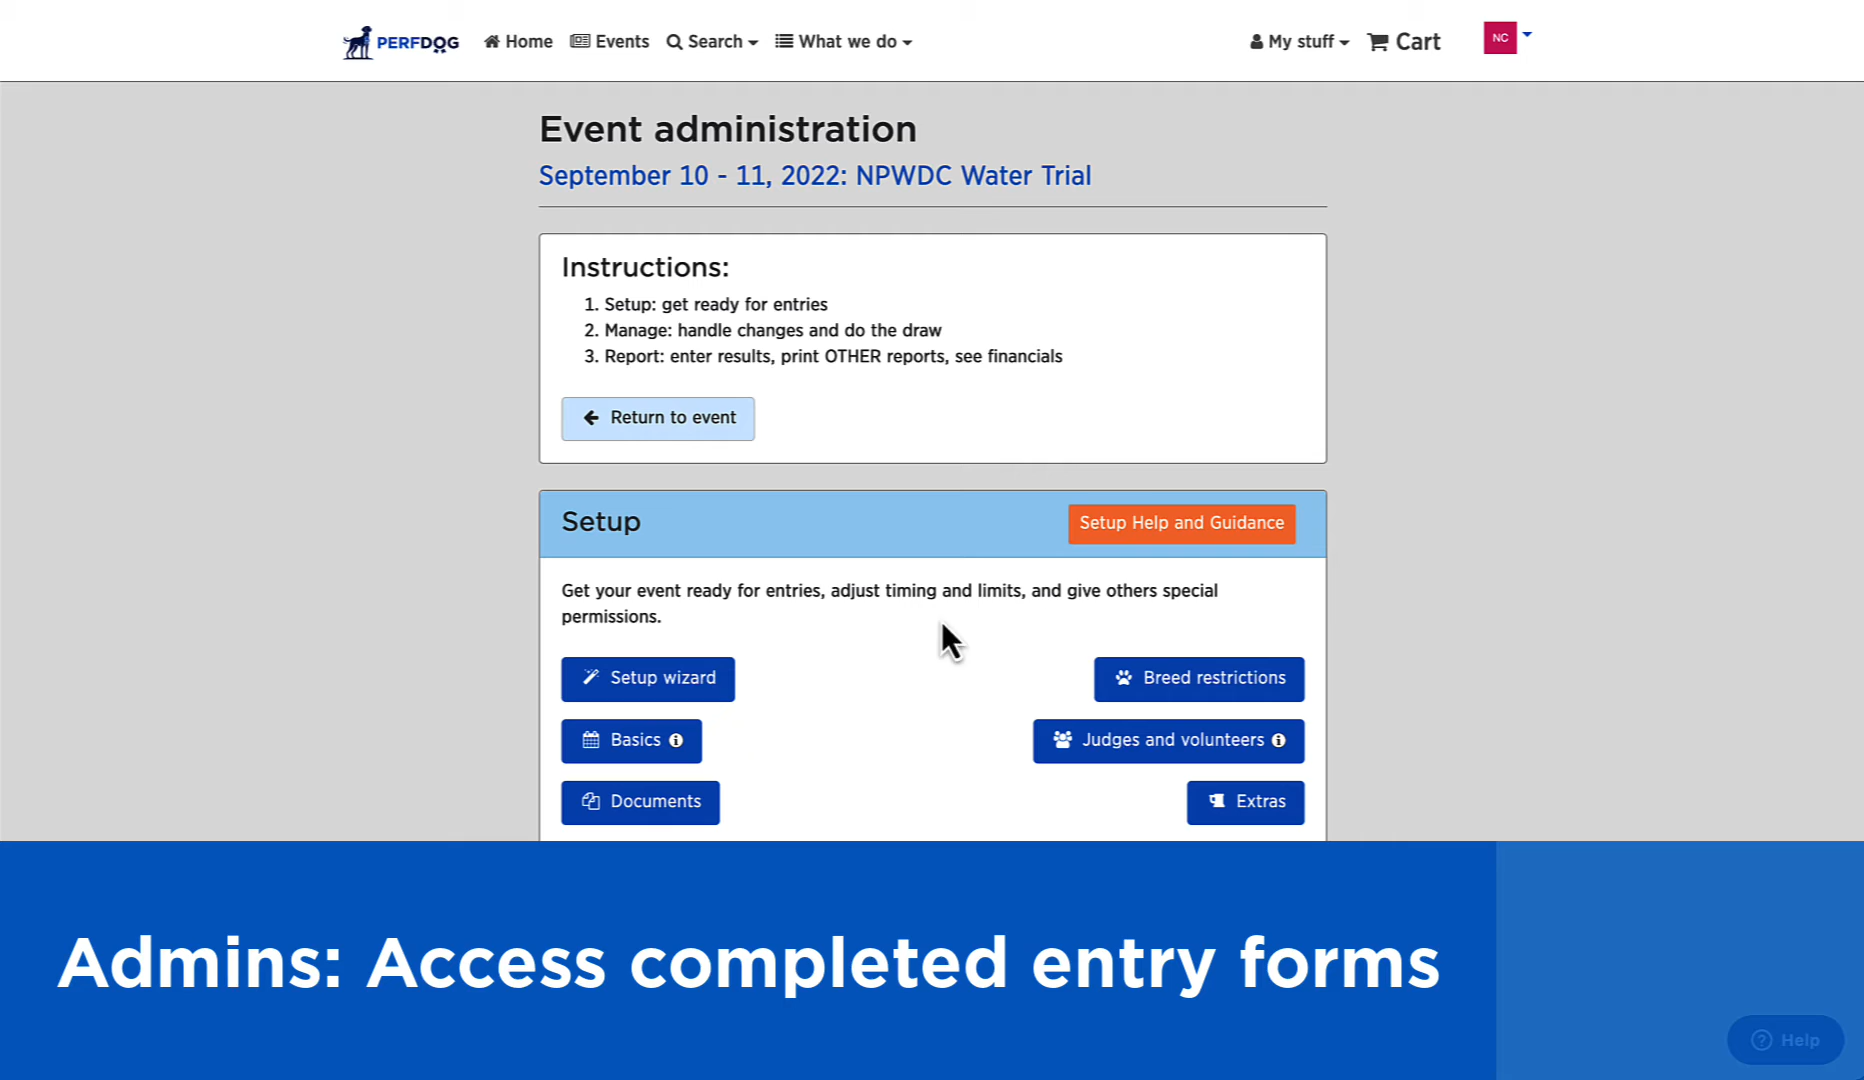 PERFDOG Home Events Search What we do My stuff Cart NC
Event administration
September 10 - 11, 2022: NPWDC Water Trial
Instructions:
1. Setup: get ready for entries
2. Manage: handle changes and do the draw
3. Report: enter results, print OTHER reports, see financials
Return to event
Setup
Setup Help and Guidance
Get your event ready for entries, adjust timing and limits, and give others special
permissions.
Setup wizard
Breed restrictions
Basics
Judges and volunteers
Documents
Extras
Admins: Access completed entry forms
Help